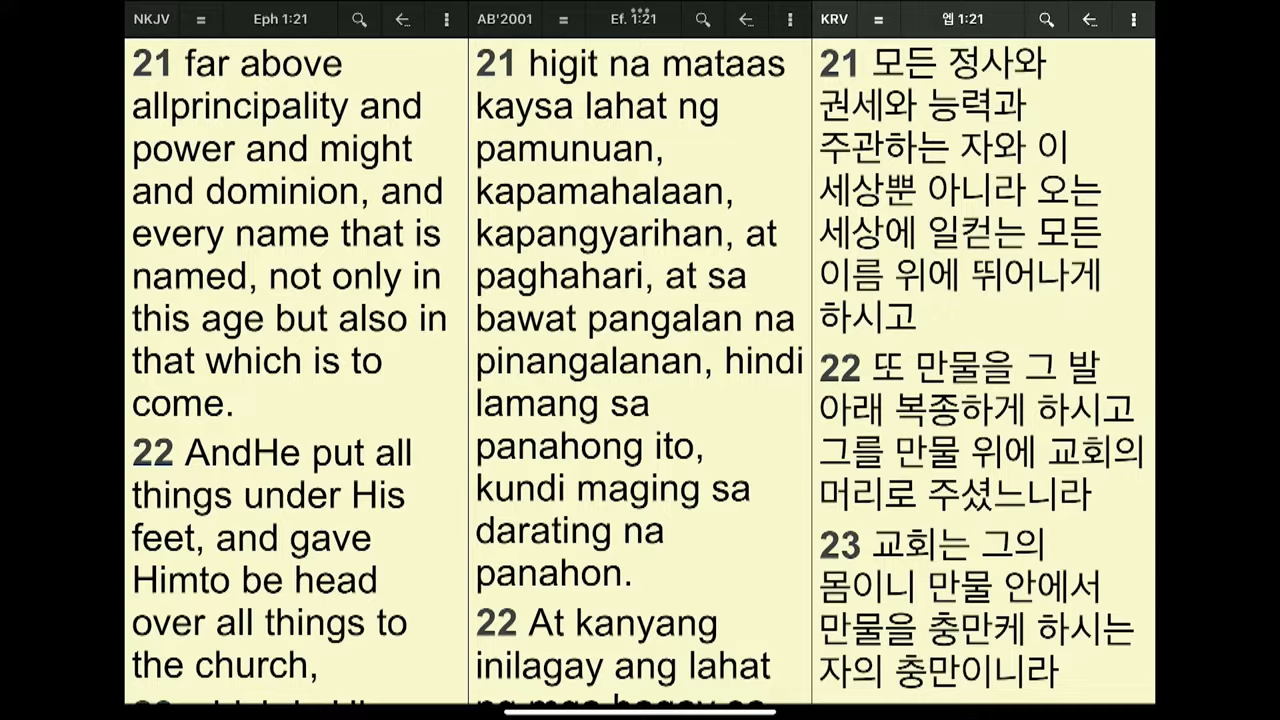 NKJV = Eph 1:21
21 far above
allprincipality and
power and might
and dominion, and
every name that is
named, not only in
this age but also in
that which is to
come.
22 AndHe put all
things under His
feet, and gave
Himto be head
over all things to
the church,
AB'2001 = Ef. 1:21
21 higit na mataas
kaysa lahat ng
pamunuan,
kapamahalaan,
kapangyarihan, at
paghahari, at sa
bawat pangalan na
pinangalanan, hindi
lamang sa
panahong ito,
kundi maging sa
darating na
panahon.
22 At kanyang
inilagay ang lahat
ng mga bagay sa
KRV = 엡 1:21
21 모든 정사와
권세와 능력과
주관하는 자와 이
세상뿐 아니라 오는
세상에 일컫는 모든
이름 위에 뛰어나게
하시고
22 또 만물을 그 발
아래 복종하게 하시고
그를 만물 위에 교회의
머리로 주셨느니라
23 교회는 그의
몸이니 만물 안에서
만물을 충만케 하시는
자의 충만이니라